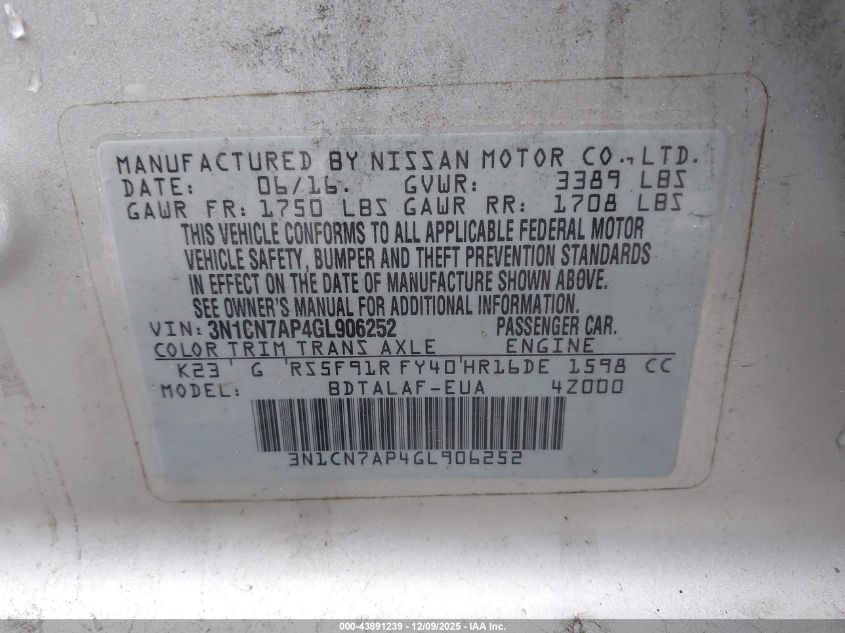 MANUFACTURED BY NISSAN MOTOR CO., LTD.
DATE: 06/16. GVWR: 3389 LBS
GAWR FR: 1750 LBS GAWR RR: 1708 LBS
THIS VEHICLE CONFORMS TO ALL APPLICABLE FEDERAL MOTOR
VEHICLE SAFETY, BUMPER AND THEFT PREVENTION STANDARDS
IN EFFECT ON THE DATE OF MANUFACTURE SHOWN ABOVE.
SEE OWNER'S MANUAL FOR ADDITIONAL INFORMATION.
VIN: 3N1CN7AP4GL906252 PASSENGER CAR.
COLOR TRIM TRANS AXLE ENGINE
K23 G RS5F91R FY40 HR16DE 1598 CC
MODEL: BDTALAF-EUA 4Z000
3N1CN7AP4GL906252
000-43891239 - 12/09/2025 - IAA Inc.